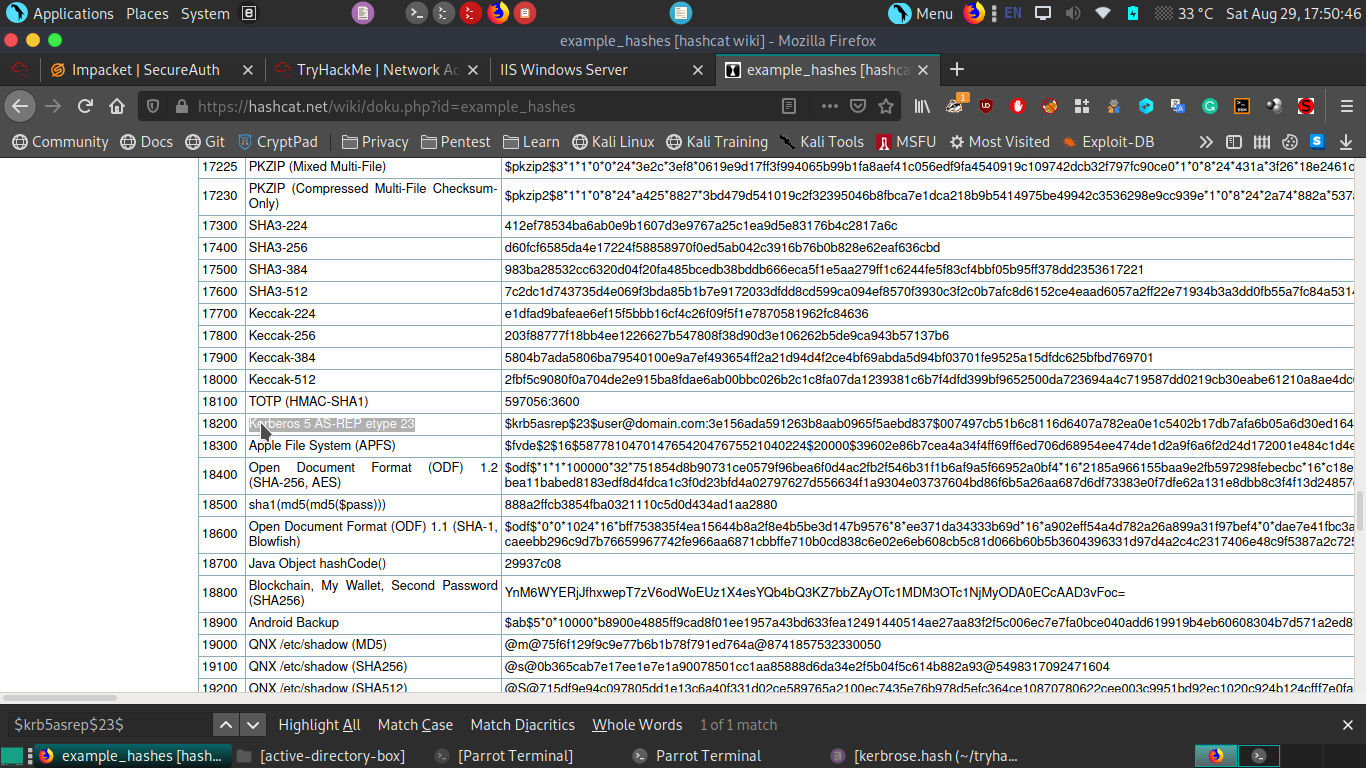 Applications Places System Menu EN 33 °C Sat Aug 29, 17:50:46
example_hashes [hashcat wiki] - Mozilla Firefox
Impacket | SecureAuth TryHackMe | Network Ac IIS Windows Server example_hashes [hashca
https://hashcat.net/wiki/doku.php?id=example_hashes 1
Community Docs Git CryptPad Privacy Pentest Learn Kali Linux Kali Training Kali Tools MSFU Most Visited Exploit-DB
17225 PKZIP (Mixed Multi-File) $pkzip2$3*1*1*0*0*24*3e2c*3ef8*0619e9d17ff3f994065b99b1fa8aef41c056edf9fa4540919c109742dcb32f797fc90ce0*1*0*8*24*431a*3f26*18e2461c
17230 PKZIP (Compressed Multi-File Checksum-Only) $pkzip2$8*1*1*0*8*24*a425*8827*3bd479d541019c2f32395046b8fbca7e1dca218b9b5414975be49942c3536298e9cc939e*1*0*8*24*2a74*882a*537a
17300 SHA3-224 412ef78534ba6ab0e9b1607d3e9767a25c1ea9d5e83176b4c2817a6c
17400 SHA3-256 d60fcf6585da4e17224f58858970f0ed5ab042c3916b76b0b828e62eaf636cbd
17500 SHA3-384 983ba28532cc6320d04f20fa485bcedb38bddb666eca5f1e5aa279ff1c6244fe5f83cf4bbf05b95ff378dd2353617221
17600 SHA3-512 7c2dc1d743735d4e069f3bda85b1b7e9172033dfdd8cd599ca094ef8570f3930c3f2c0b7afc8d6152ce4eaad6057a2ff22e71934b3a3dd0fb55a7fc84a5314
17700 Keccak-224 e1dfad9bafeae6ef15f5bbb16cf4c26f09f5f1e7870581962fc84636
17800 Keccak-256 203f88777f18bb4ee1226627b547808f38d90d3e106262b5de9ca943b57137b6
17900 Keccak-384 5804b7ada5806ba79540100e9a7ef493654ff2a21d94d4f2ce4bf69abda5d94bf03701fe9525a15dfdc625bfbd769701
18000 Keccak-512 2fbf5c9080f0a704de2e915ba8fdae6ab00bbc026b2c1c8fa07da1239381c6b7f4dfd399bf9652500da723694a4c719587dd0219cb30eabe61210a8ae4dc
18100 TOTP (HMAC-SHA1) 597056:3600
18200 Kerberos 5 AS-REP etype 23 $krb5asrep$23$user@domain.com:3e156ada591263b8aab0965f5aebd837$007497cb51b6c8116d6407a782ea0e1c5402b17db7afa6b05a6d30ed164
18300 Apple File System (APFS) $fvde$2$16$58778104701476542047675521040224$20000$39602e86b7cea4a34f4ff69ff6ed706d68954ee474de1d2a9f6a6f2d24d172001e484c1d4e
18400 Open Document Format (ODF) 1.2 (SHA-256, AES) $odf$*1*1*100000*32*751854d8b90731ce0579f96bea6f0d4ac2fb2f546b31f1b6af9a5f66952a0bf4*16*2185a966155baa9e2fb597298febecbc*16*c18e
bea11babed8183edf8d4fdca1c3f0d23bfd4a02797627d556634f1a9304e03737604bd86f6b5a26aa687d6df73383e0f7dfe62a131e8dbb8c3f4f13d24857
18500 sha1(md5(md5($pass))) 888a2ffcb3854fba0321110c5d0d434ad1aa2880
18600 Open Document Format (ODF) 1.1 (SHA-1, Blowfish) $odf$*0*0*1024*16*bff753835f4ea15644b8a2f8e4b5be3d147b9576*8*ee371da34333b69d*16*a902eff54a4d782a26a899a31f97bef4*0*dae7e41fbc3a
caeebb296c9d7b76659967742fe966aa6871cbbffe710b0cd838c6e02e6eb608cb5c81d066b60b5b3604396331d97d4a2c4c2317406e48c9f5387a2c725
18700 Java Object hashCode() 29937c08
18800 Blockchain, My Wallet, Second Password (SHA256) YnM6WYERjJfhxwepT7zV6odWoEUz1X4esYQb4bQ3KZ7bbZAyOTc1MDM3OTc1NjMyODA0ECcAAD3vFoc=
18900 Android Backup $ab$5*0*10000*b8900e4885ff9cad8f01ee1957a43bd633fea12491440514ae27aa83f2f5c006ec7e7fa0bce040add619919b4eb60608304b7d571a2ed8
19000 QNX /etc/shadow (MD5) @m@75f6f129f9c9e77b6b1b78f791ed764a@8741857532330050
19100 QNX /etc/shadow (SHA256) @s@0b365cab7e17ee1e7e1a90078501cc1aa85888d6da34e2f5b04f5c614b882a93@5498317092471604
19200 QNX /etc/shadow (SHA512) @S@715df9e94c097805dd1e13c6a40f331d02ce589765a2100ec7435e76b978d5efc364ce10870780622cee003c9951bd92ec1020c924b124cfff7e0fa
$krb5asrep$23$ Highlight All Match Case Match Diacritics Whole Words 1 of 1 match
example_hashes [hash... [active-directory-box] [Parrot Terminal] Parrot Terminal [kerbrose.hash (~/tryha...